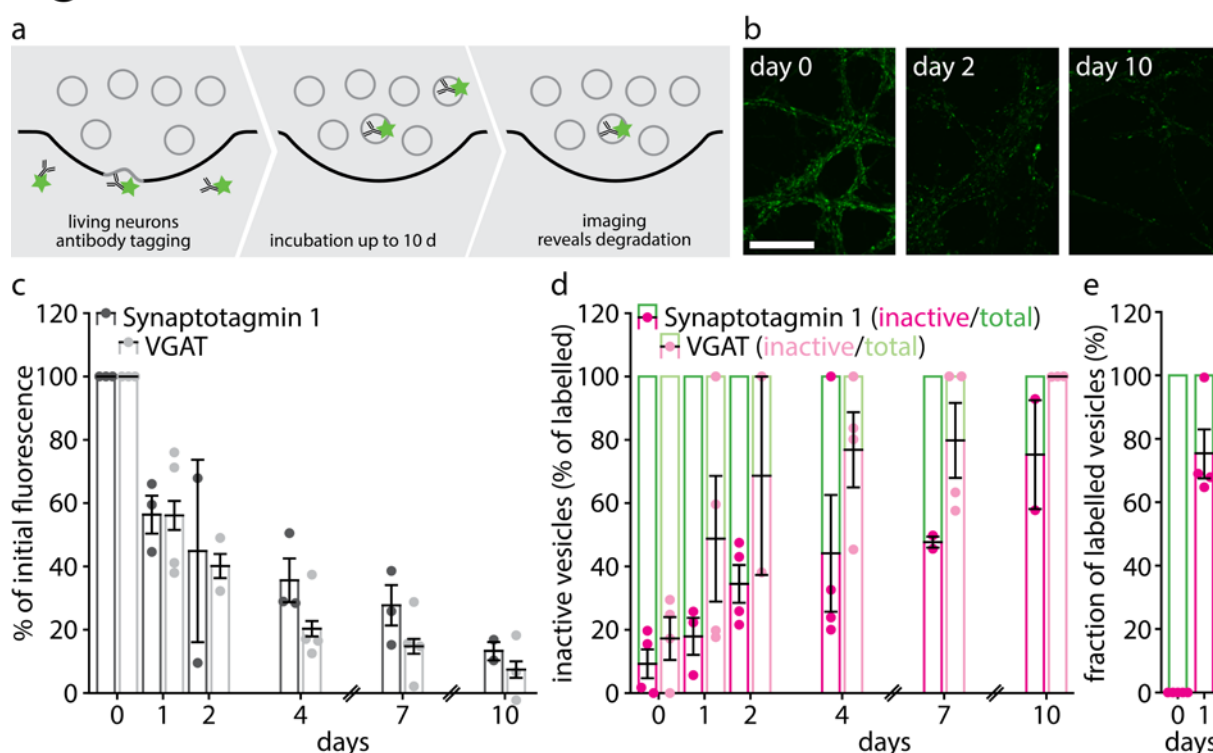 a
living neurons
antibody tagging
incubation up to 10 d
imaging
reveals degradation
b
day 0
day 2
day 10
c
% of initial fluorescence
120
100
80
60
40
20
0
Synaptotagmin 1
VGAT
0 1 2 4 7 10
days
d
inactive vesicles (% of labelled)
120
100
80
60
40
20
0
Synaptotagmin 1 (inactive/total)
VGAT (inactive/total)
0 1 2 4 7 10
days
e
fraction of labelled vesicles (%)
120
100
80
60
40
20
0
0 1
days